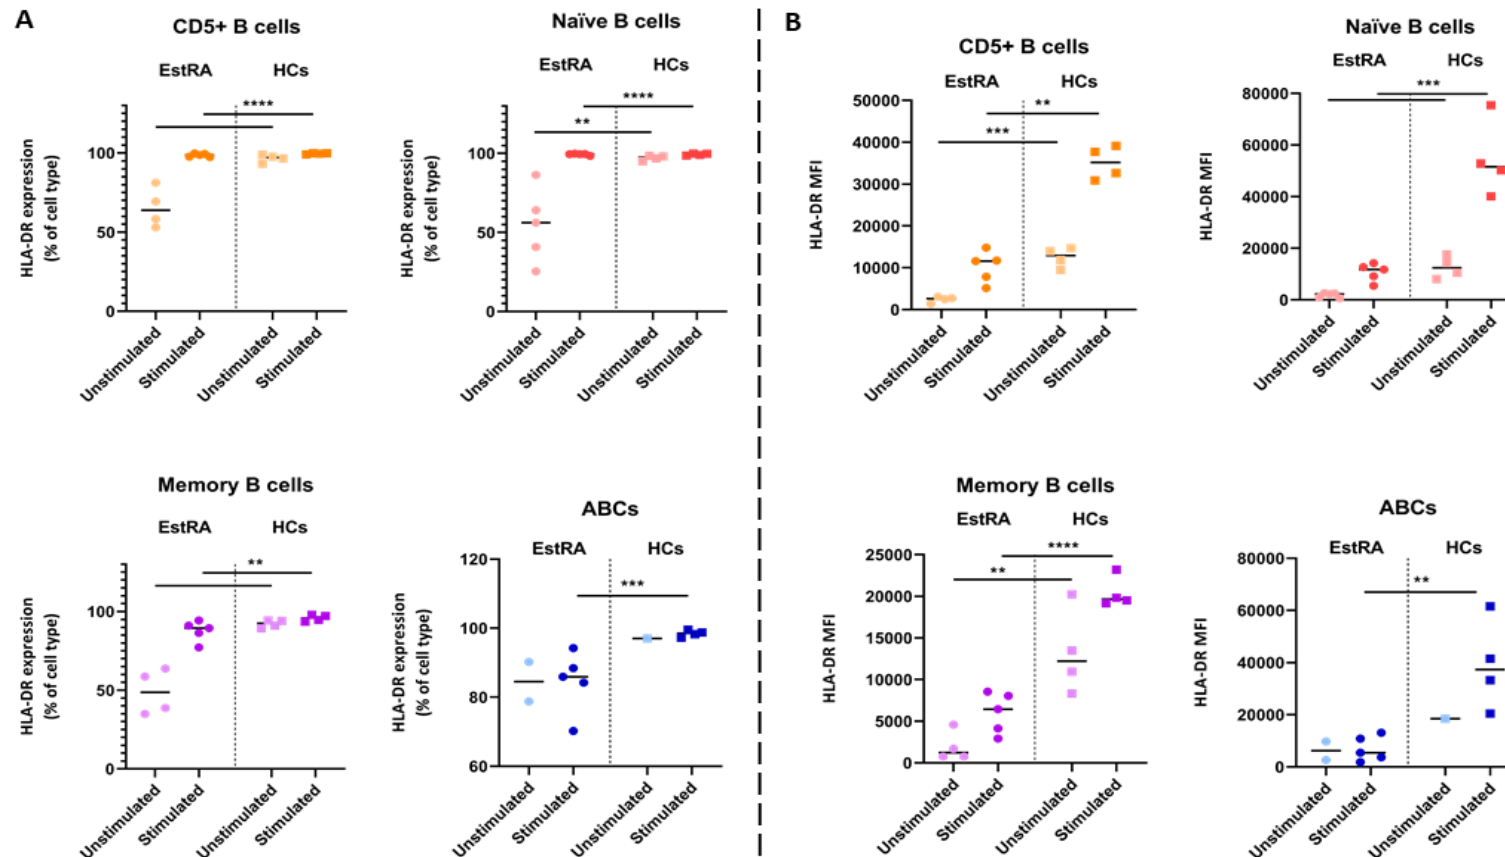 A
CD5+ B cells
EstRA HCs
****
HLA-DR expression
(% of cell type)
100
50
0
Unstimulated
Stimulated
Unstimulated
Stimulated
Naïve B cells
EstRA HCs
****
**
HLA-DR expression
(% of cell type)
100
50
0
Unstimulated
Stimulated
Unstimulated
Stimulated
Memory B cells
EstRA HCs
**
HLA-DR expression
(% of cell type)
100
50
0
Unstimulated
Stimulated
Unstimulated
Stimulated
ABCs
EstRA HCs
***
HLA-DR expression
(% of cell type)
120
100
80
60
Unstimulated
Stimulated
Unstimulated
Stimulated
B
CD5+ B cells
EstRA HCs
**
***
HLA-DR MFI
50000
40000
30000
20000
10000
0
Unstimulated
Stimulated
Unstimulated
Stimulated
Naïve B cells
EstRA HCs
***
HLA-DR MFI
80000
60000
40000
20000
0
Unstimulated
Stimulated
Unstimulated
Stimulated
Memory B cells
EstRA HCs
****
**
HLA-DR MFI
25000
20000
15000
10000
5000
0
Unstimulated
Stimulated
Unstimulated
Stimulated
ABCs
EstRA HCs
**
HLA-DR MFI
80000
60000
40000
20000
0
Unstimulated
Stimulated
Unstimulated
Stimulated